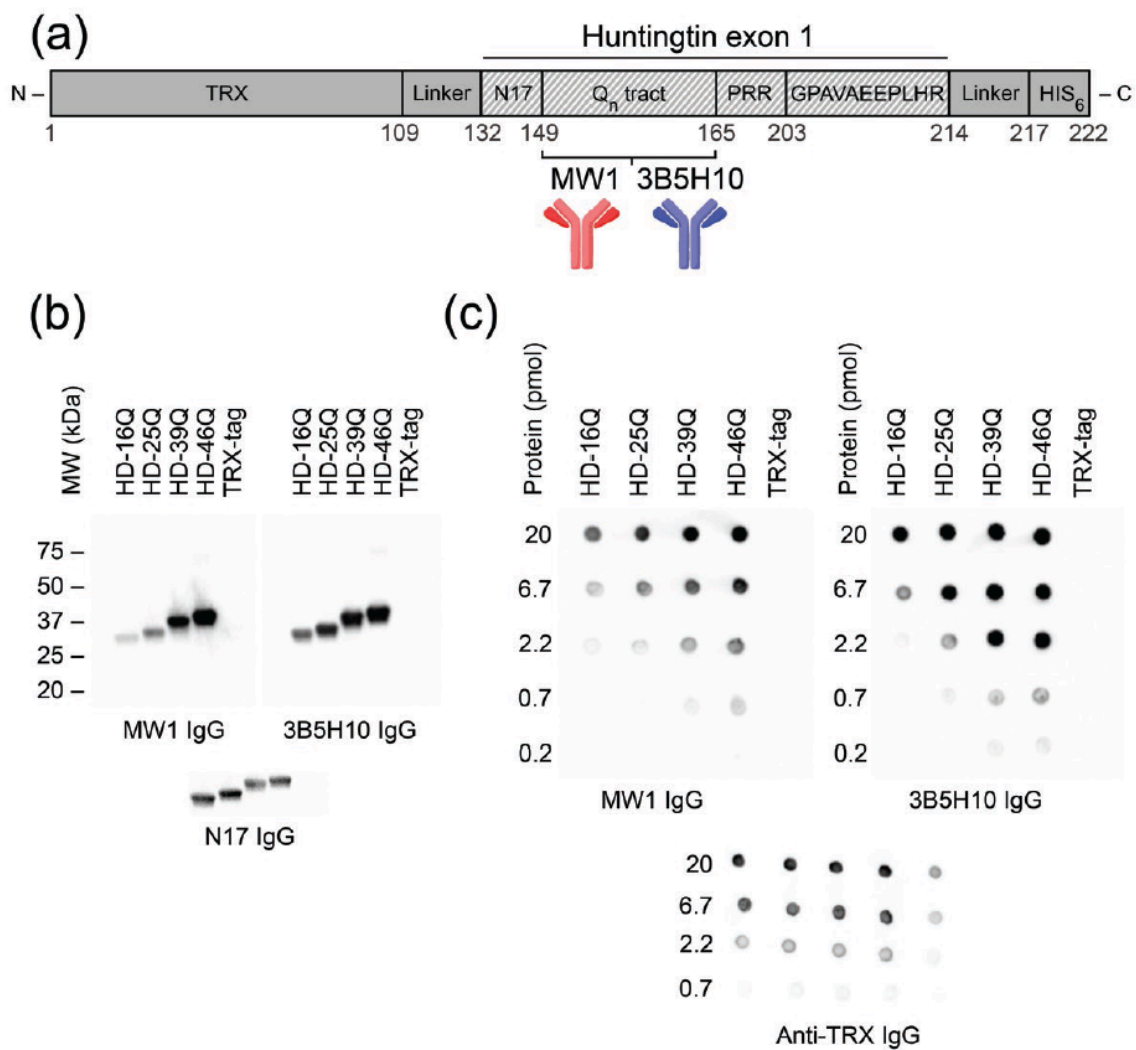 (a)
Huntingtin exon 1
N – TRX Linker N17 Qn tract PRR GPAVAEEPLHR Linker HIS6 – C
1 109 132 149 165 203 214 217 222
MW1 3B5H10
(b)
MW (kDa) HD-16Q HD-25Q HD-39Q HD-46Q TRX-tag HD-16Q HD-25Q HD-39Q HD-46Q TRX-tag
75 –
50 –
37 –
25 –
20 –
MW1 IgG 3B5H10 IgG
N17 IgG
(c)
Protein (pmol) HD-16Q HD-25Q HD-39Q HD-46Q TRX-tag
20
6.7
2.2
0.7
0.2
MW1 IgG
Protein (pmol) HD-16Q HD-25Q HD-39Q HD-46Q TRX-tag
20
6.7
2.2
0.7
0.2
3B5H10 IgG
20
6.7
2.2
0.7
Anti-TRX IgG